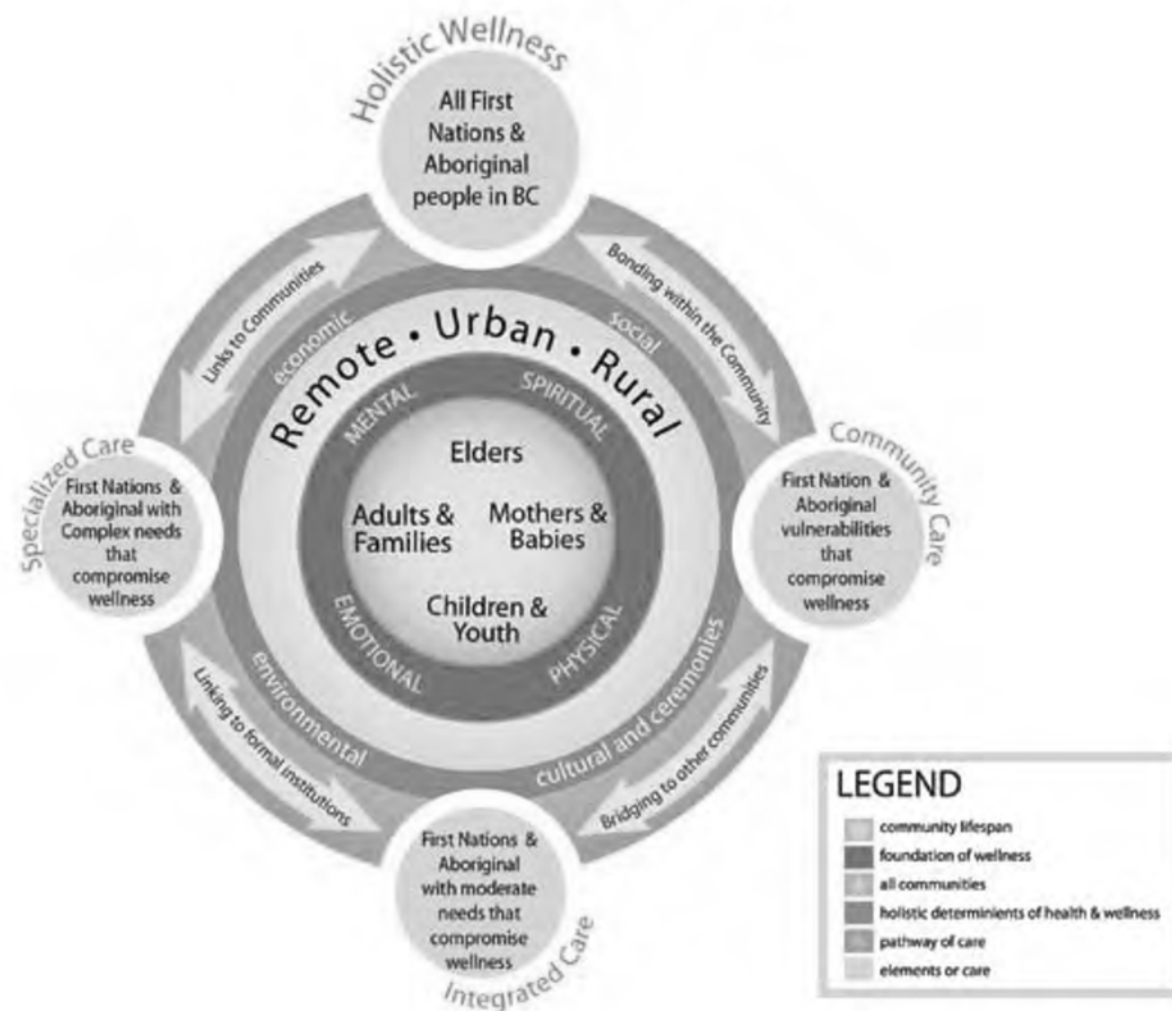 Holistic Wellness
All First
Nations &
Aboriginal
people in BC
Links to Communities
Bonding within the Community
economic
social
Remote • Urban • Rural
MENTAL
SPIRITUAL
Elders
Adults &
Families
Mothers &
Babies
Children &
Youth
EMOTIONAL
PHYSICAL
environmental
cultural and ceremonies
Specialized Care
First Nations &
Aboriginal with
Complex needs
that
compromise
wellness
Community Care
First Nation &
Aboriginal
vulnerabilities
that
compromise
wellness
Linking to formal institutions
Bridging to other communities
First Nations &
Aboriginal
with moderate
needs that
compromise
wellness
Integrated Care
LEGEND
community lifespan
foundation of wellness
all communities
holistic determinients of health & wellness
pathway of care
elements or care